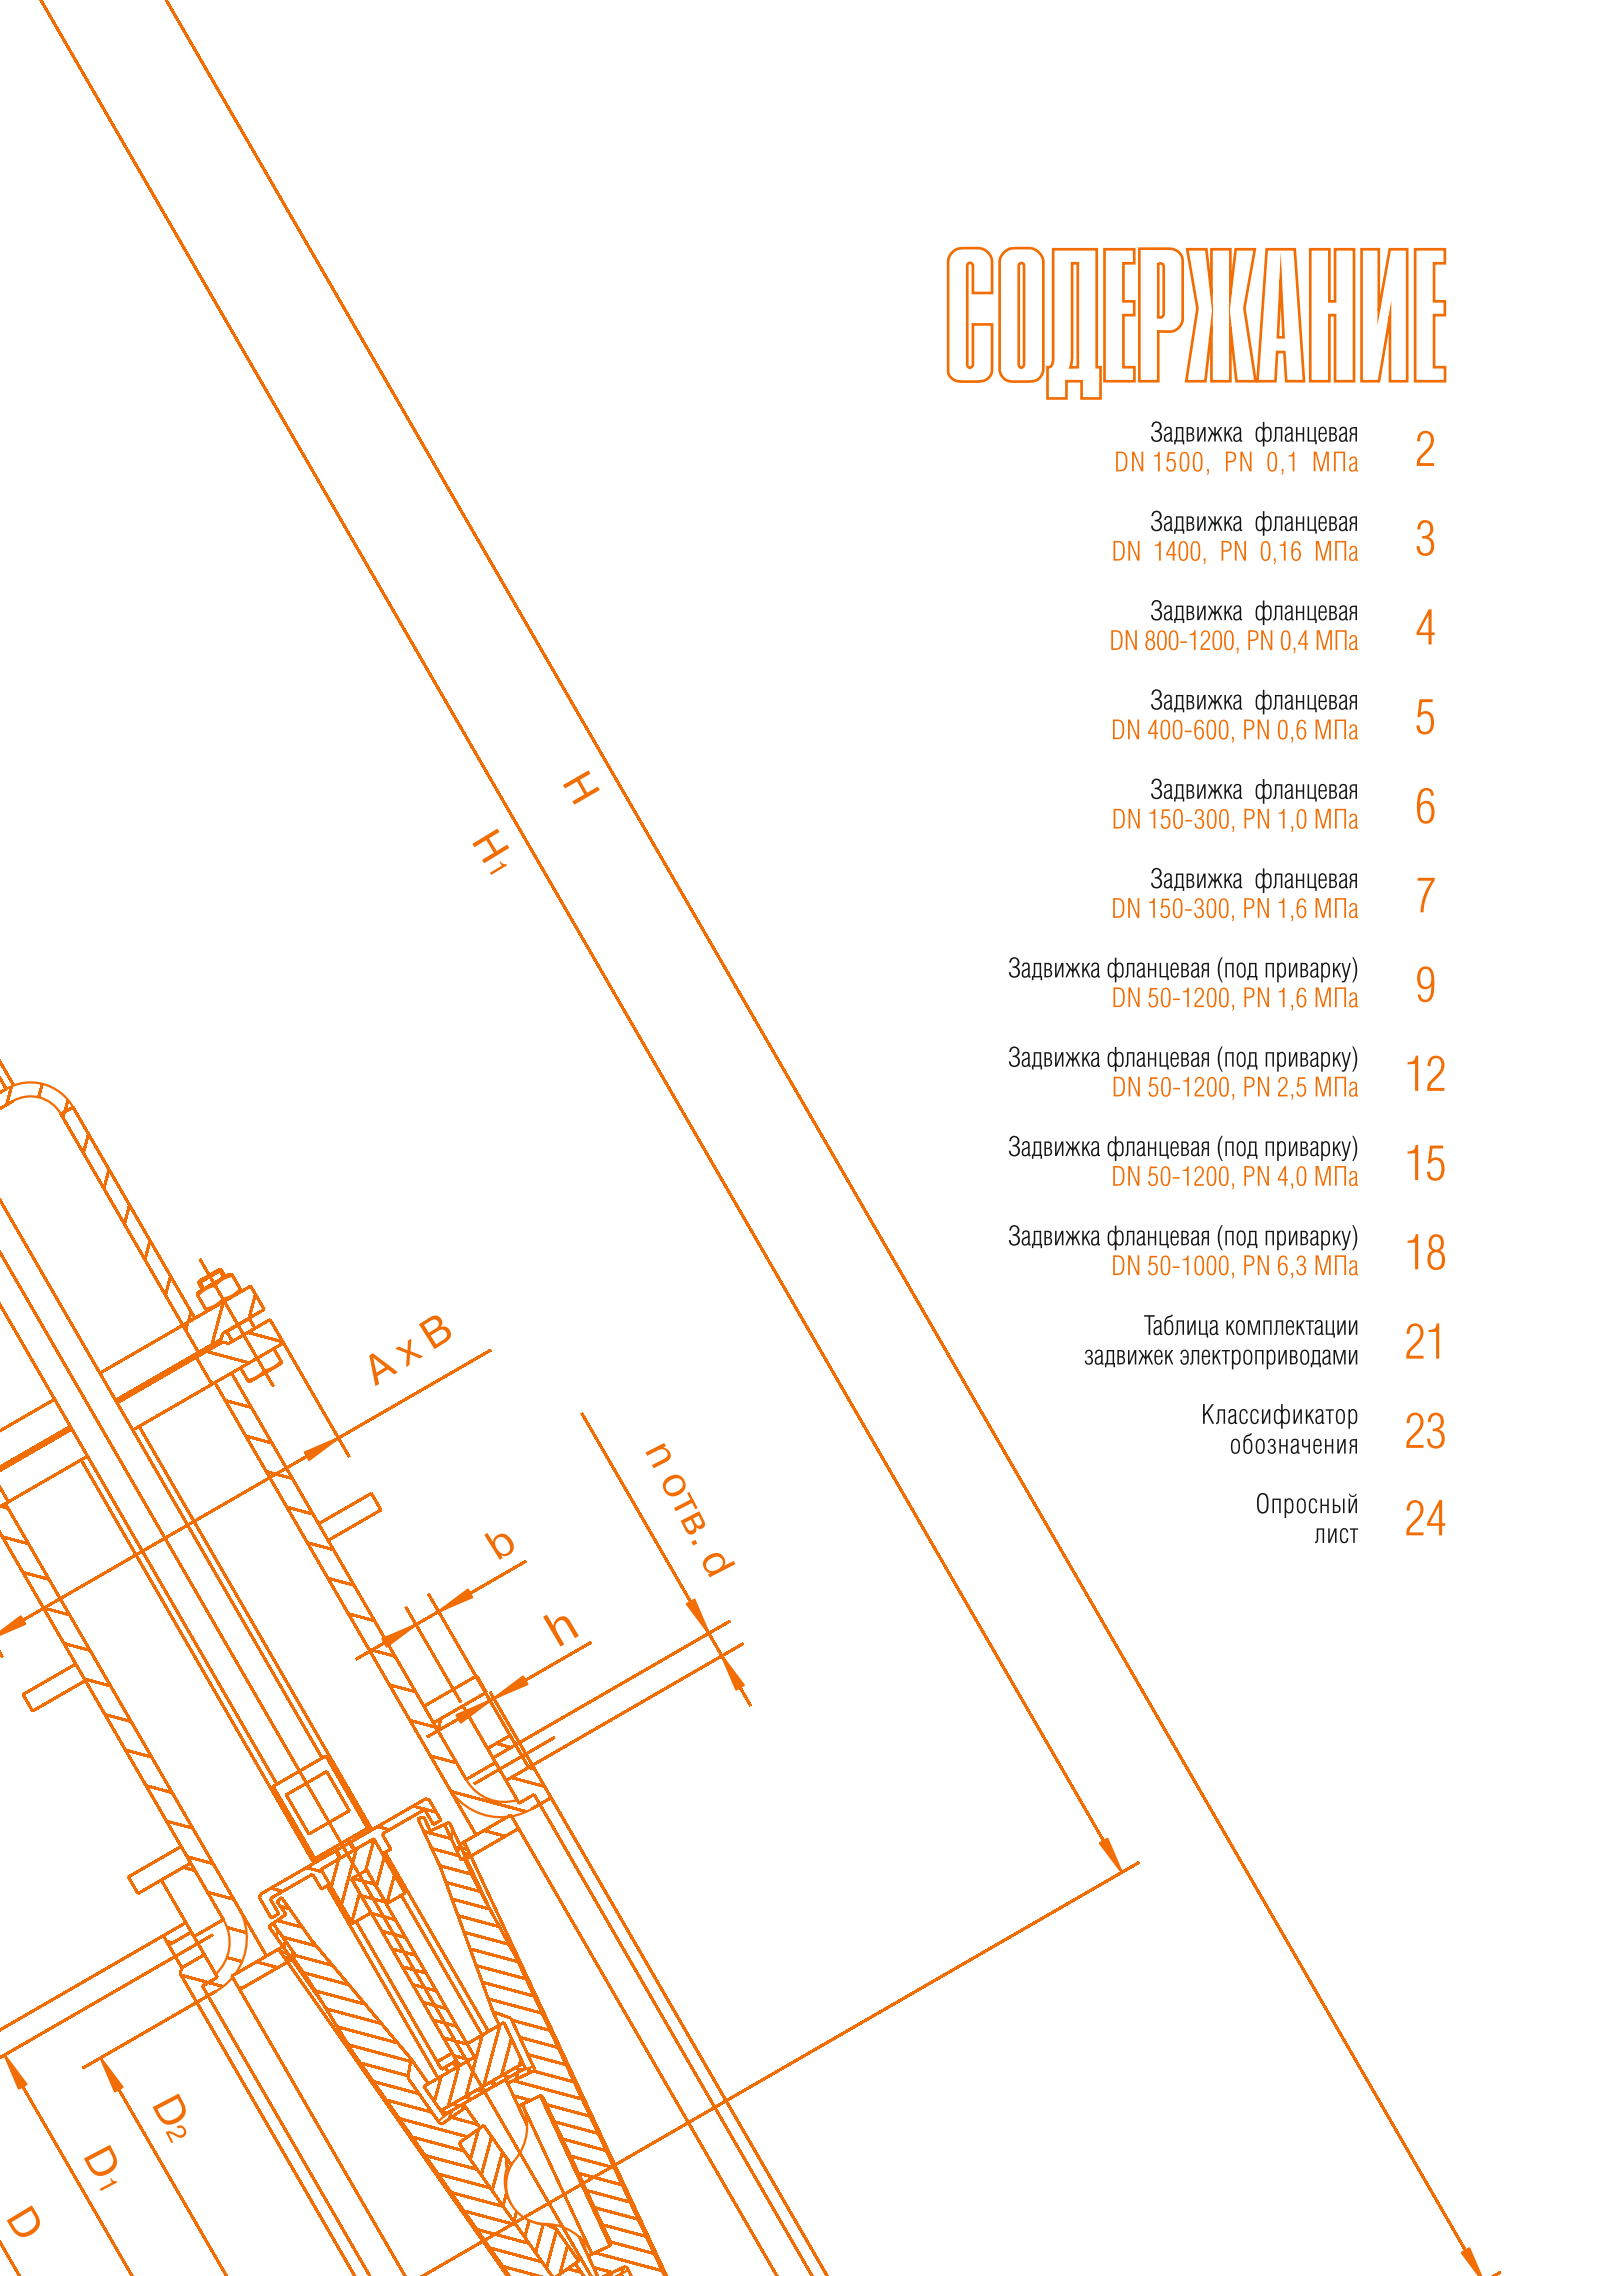 СОДЕРЖАНИЕ
Задвижка фланцевая
DN 1500, PN 0,1 МПа
2
Задвижка фланцевая
DN 1400, PN 0,16 МПа
3
Задвижка фланцевая
DN 800-1200, PN 0,4 МПа
4
Задвижка фланцевая
DN 400-600, PN 0,6 МПа
5
Задвижка фланцевая
DN 150-300, PN 1,0 МПа
6
Задвижка фланцевая
DN 150-300, PN 1,6 МПа
7
Задвижка фланцевая (под приварку)
DN 50-1200, PN 1,6 МПа
9
Задвижка фланцевая (под приварку)
DN 50-1200, PN 2,5 МПа
12
Задвижка фланцевая (под приварку)
DN 50-1200, PN 4,0 МПа
15
Задвижка фланцевая (под приварку)
DN 50-1000, PN 6,3 МПа
18
Таблица комплектации
задвижек электроприводами
21
Классификатор
обозначения
23
Опросный
лист
24
H
H1
A x B
n отв. d
b
h
D2
D1
D